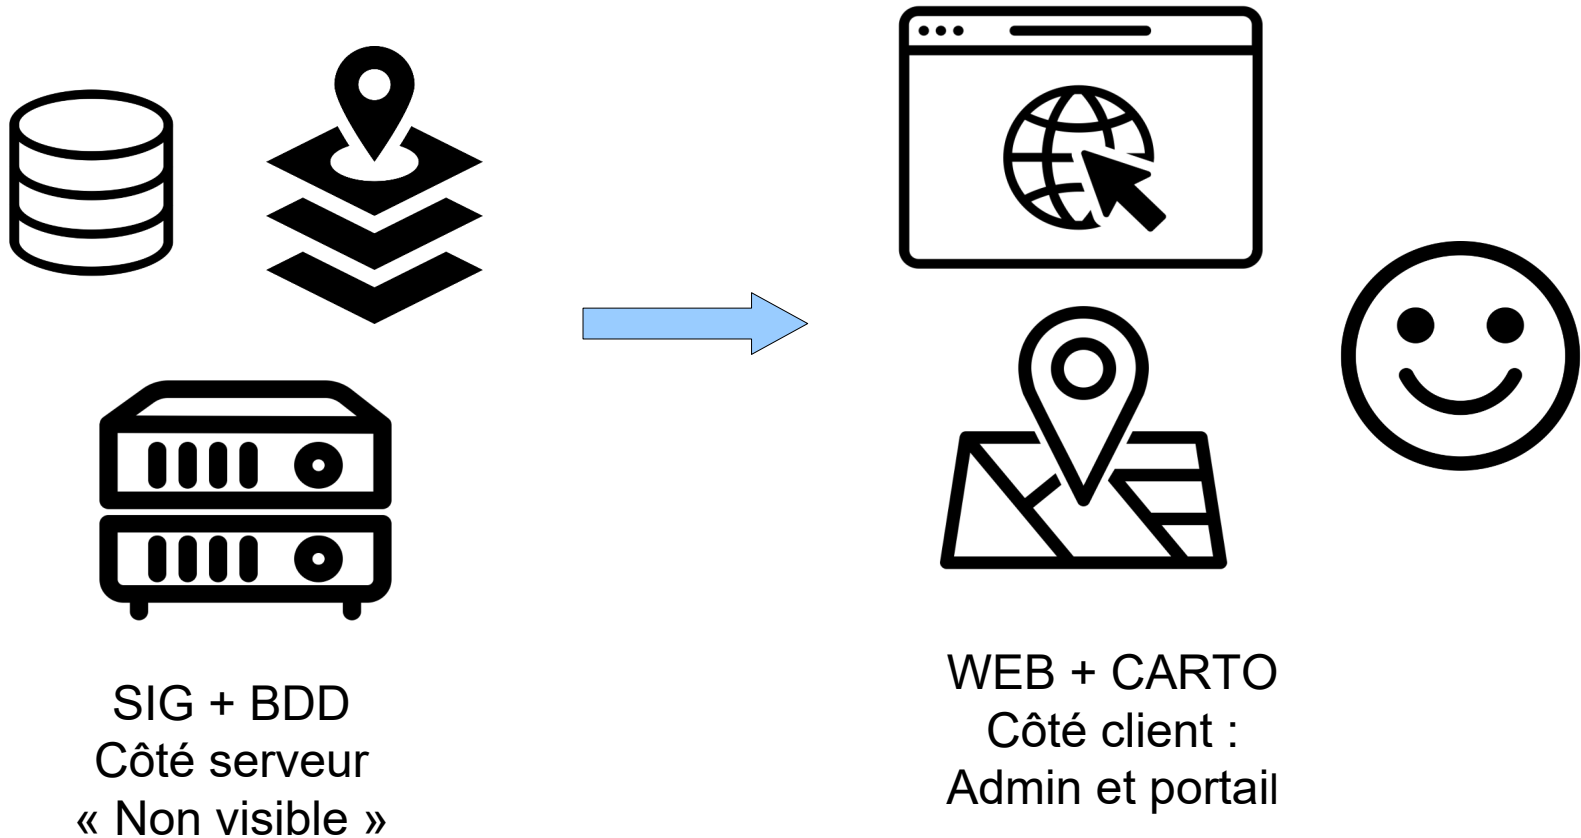 SIG + BDD
Côté serveur
« Non visible »
WEB + CARTO
Côté client :
Admin et portail